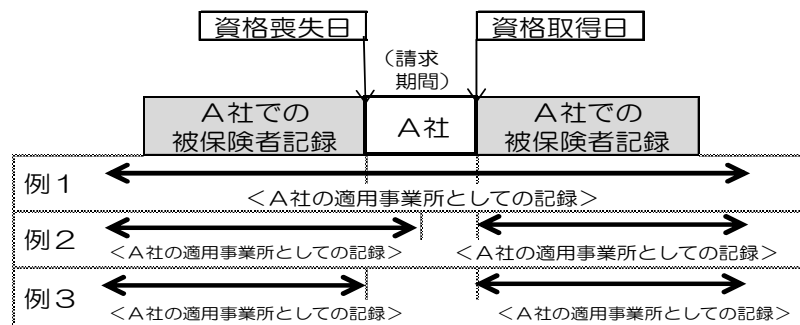 資格喪失日
資格取得日
（請求
期間）
Ａ社での
被保険者記録
Ａ社
Ａ社での
被保険者記録
例１
＜Ａ社の適用事業所としての記録＞
例２
＜Ａ社の適用事業所としての記録＞
＜Ａ社の適用事業所としての記録＞
例３
＜Ａ社の適用事業所としての記録＞
＜Ａ社の適用事業所としての記録＞